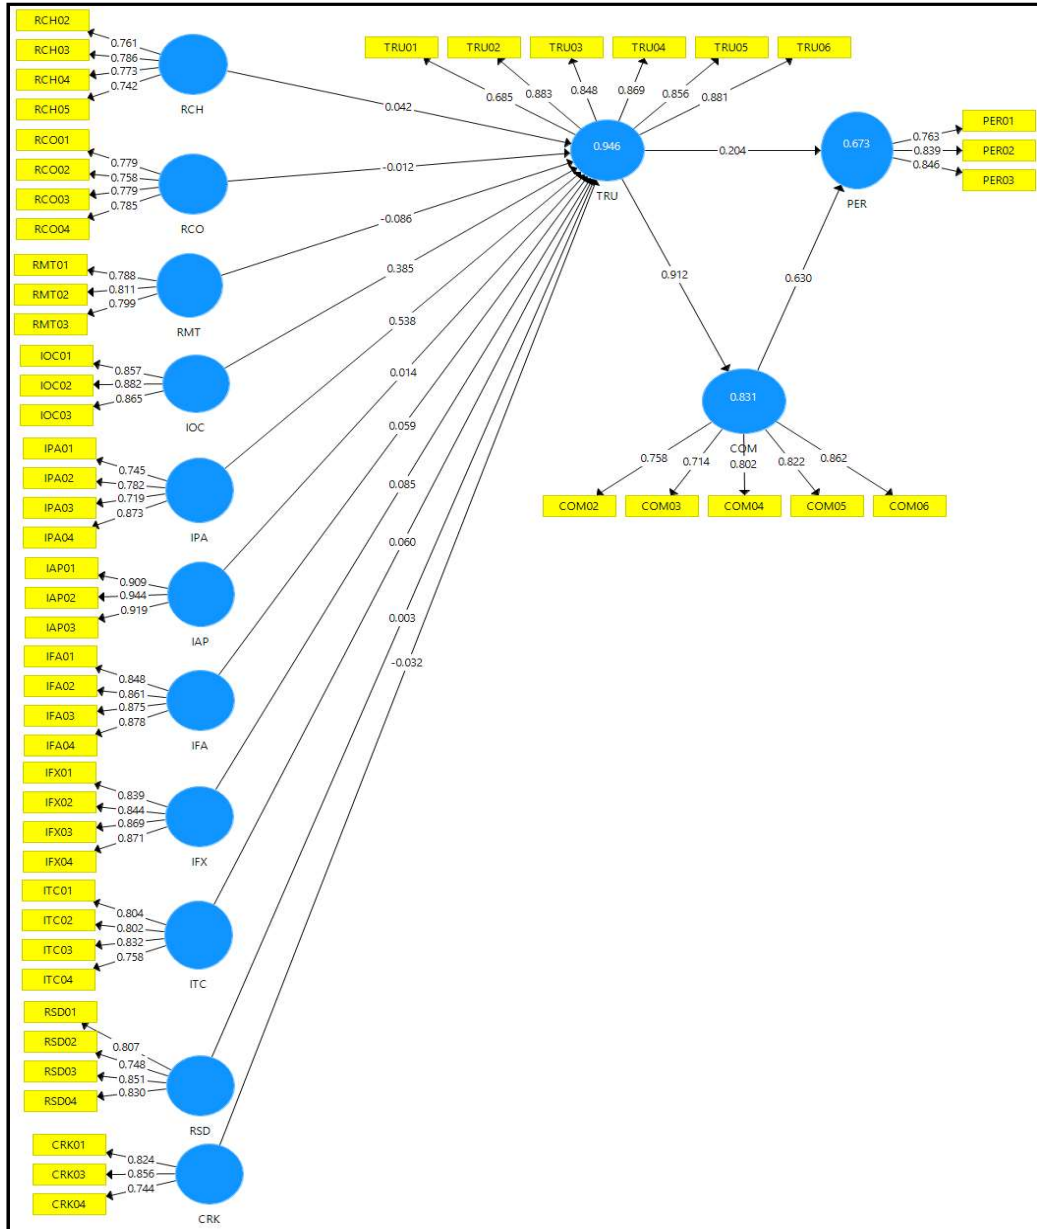 RCH02
RCH03
RCH04
RCH05
0.761
0.786
0.773
0.742
RCH
0.042
RCO01
RCO02
RCO03
RCO04
0.779
0.758
0.779
0.785
RCO
-0.012
RMT01
RMT02
RMT03
0.788
0.811
0.799
RMT
-0.086
IOC01
IOC02
IOC03
0.857
0.882
0.865
IOC
0.385
IPA01
IPA02
IPA03
IPA04
0.745
0.782
0.719
0.873
IPA
0.538
IAP01
IAP02
IAP03
0.909
0.944
0.919
IAP
0.014
IFA01
IFA02
IFA03
IFA04
0.848
0.861
0.875
0.878
IFA
0.059
IFX01
IFX02
IFX03
IFX04
0.839
0.844
0.869
0.871
IFX
0.085
ITC01
ITC02
ITC03
ITC04
0.804
0.802
0.832
0.758
ITC
0.060
RSD01
RSD02
RSD03
RSD04
0.807
0.748
0.851
0.830
RSD
0.003
CRK01
CRK03
CRK04
0.824
0.856
0.744
CRK
-0.032
TRU01 TRU02 TRU03 TRU04 TRU05 TRU06
0.685 0.883 0.848 0.869 0.856 0.881
0.946
TRU
0.204
0.673
PER
0.763
0.839
0.846
PER01
PER02
PER03
0.912
0.630
0.831
COM
0.758 0.714 0.802 0.822 0.862
COM02 COM03 COM04 COM05 COM06